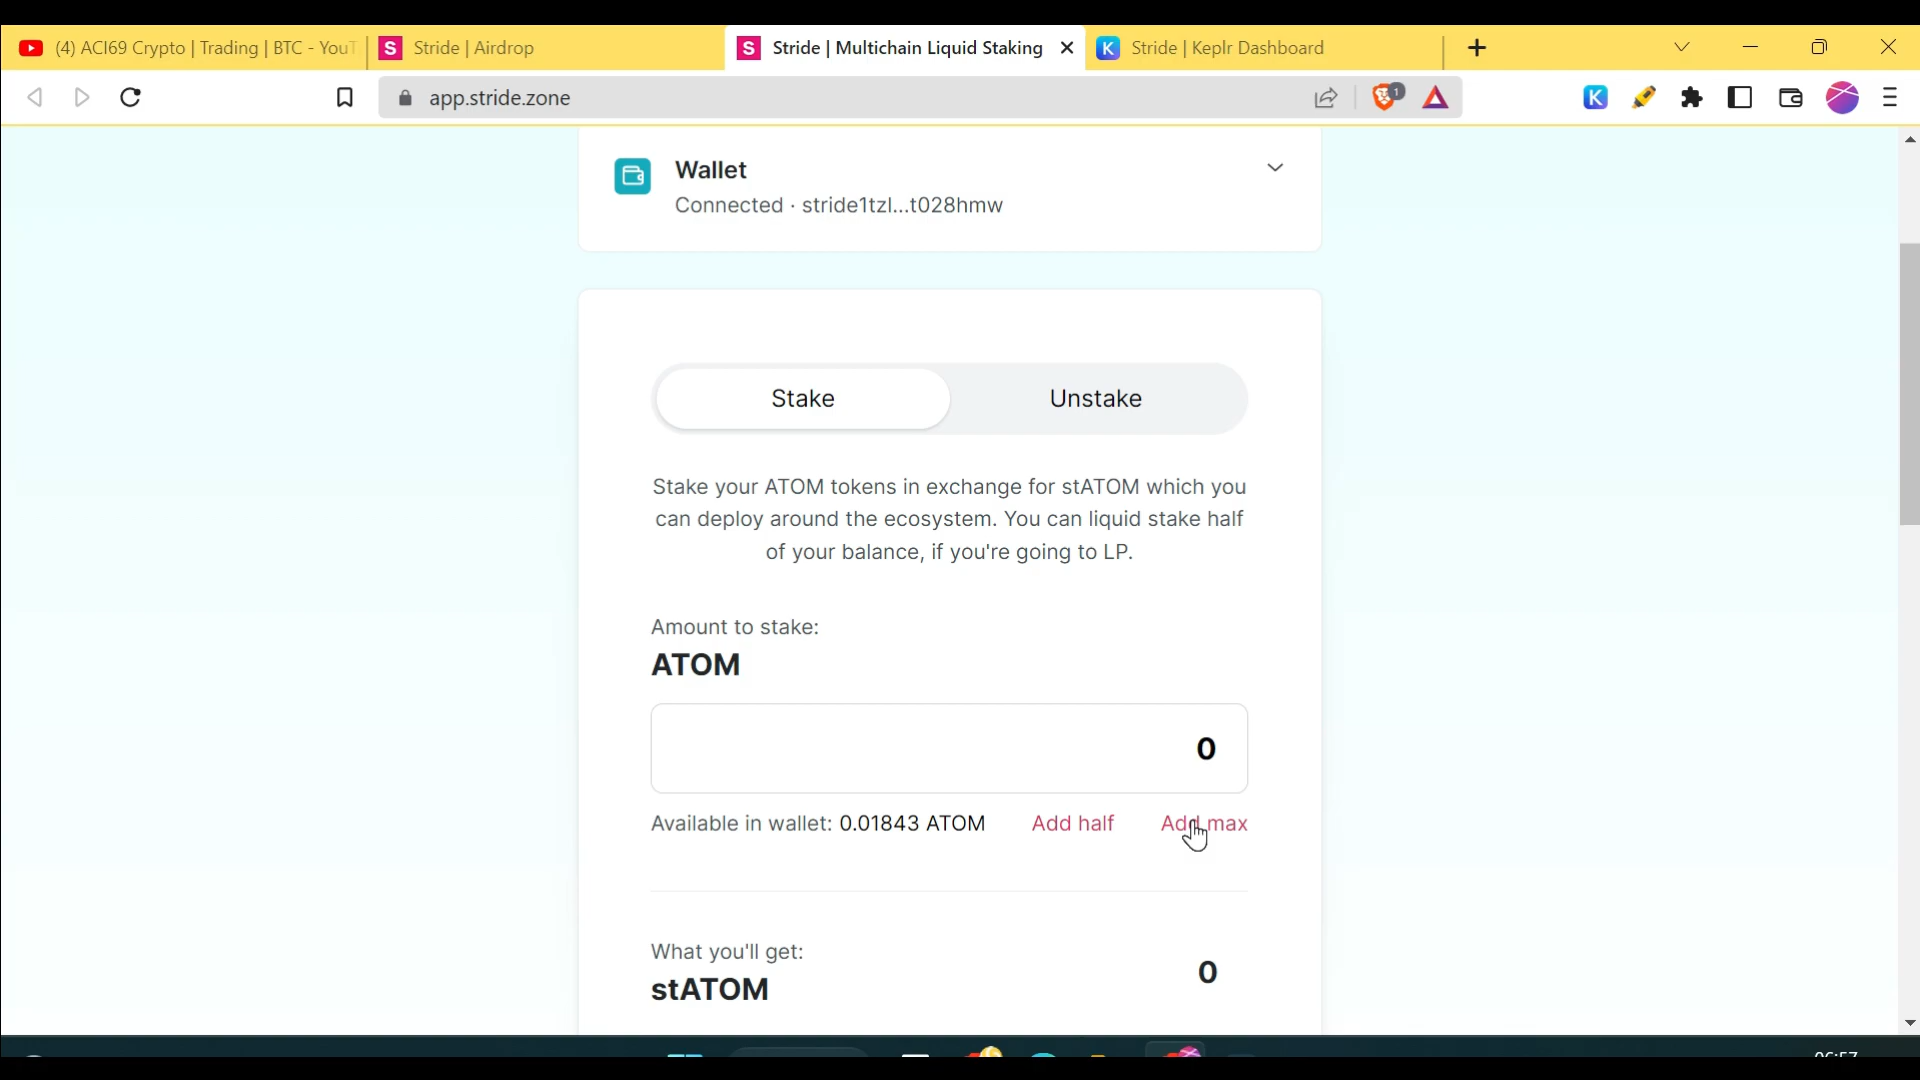 (4) ACI69 Crypto | Trading | BTC - YouT
S Stride | Airdrop
S Stride | Multichain Liquid Staking
K Stride | Keplr Dashboard
app.stride.zone
1
K
Wallet
Connected · stride1tzl...t028hmw
Stake
Unstake
Stake your ATOM tokens in exchange for stATOM which you
can deploy around the ecosystem. You can liquid stake half
of your balance, if you're going to LP.
Amount to stake:
ATOM
0
Available in wallet: 0.01843 ATOM
Add half
Add max
What you'll get:
stATOM
0
06:57